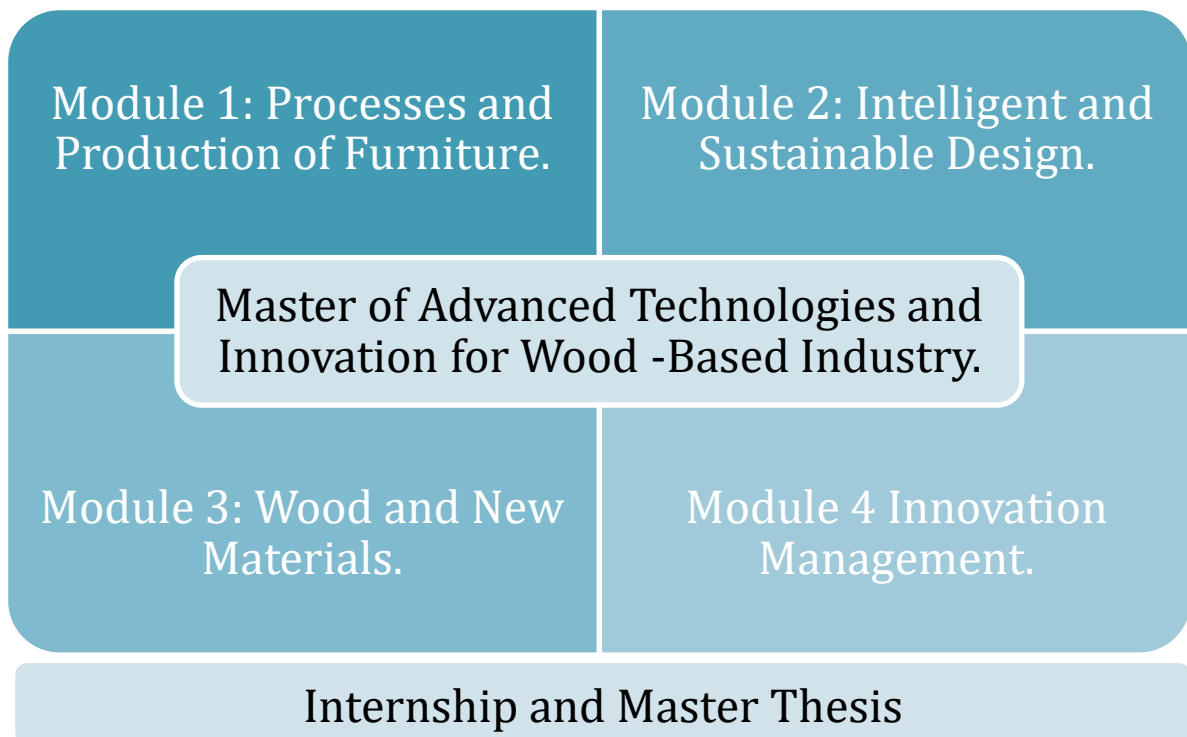 Module 1: Processes and
Production of Furniture.
Module 2: Intelligent and
Sustainable Design.
Master of Advanced Technologies and
Innovation for Wood -Based Industry.
Module 3: Wood and New
Materials.
Module 4 Innovation
Management.
Internship and Master Thesis